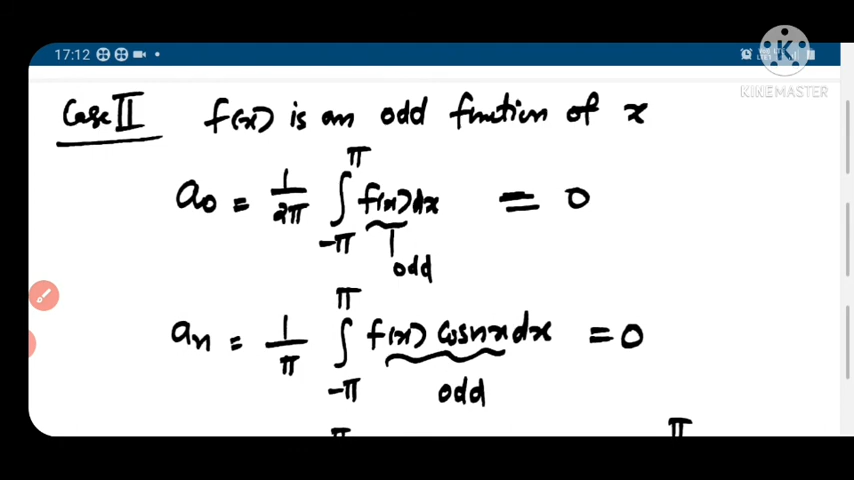 17:12
KINEMASTER
Case II f(x) is an odd function of x
a₀ = 1/2π ∫_{-π}^{π} f(x) dx = 0
odd
aₙ = 1/π ∫_{-π}^{π} f(x) cosnx dx = 0
odd
π π